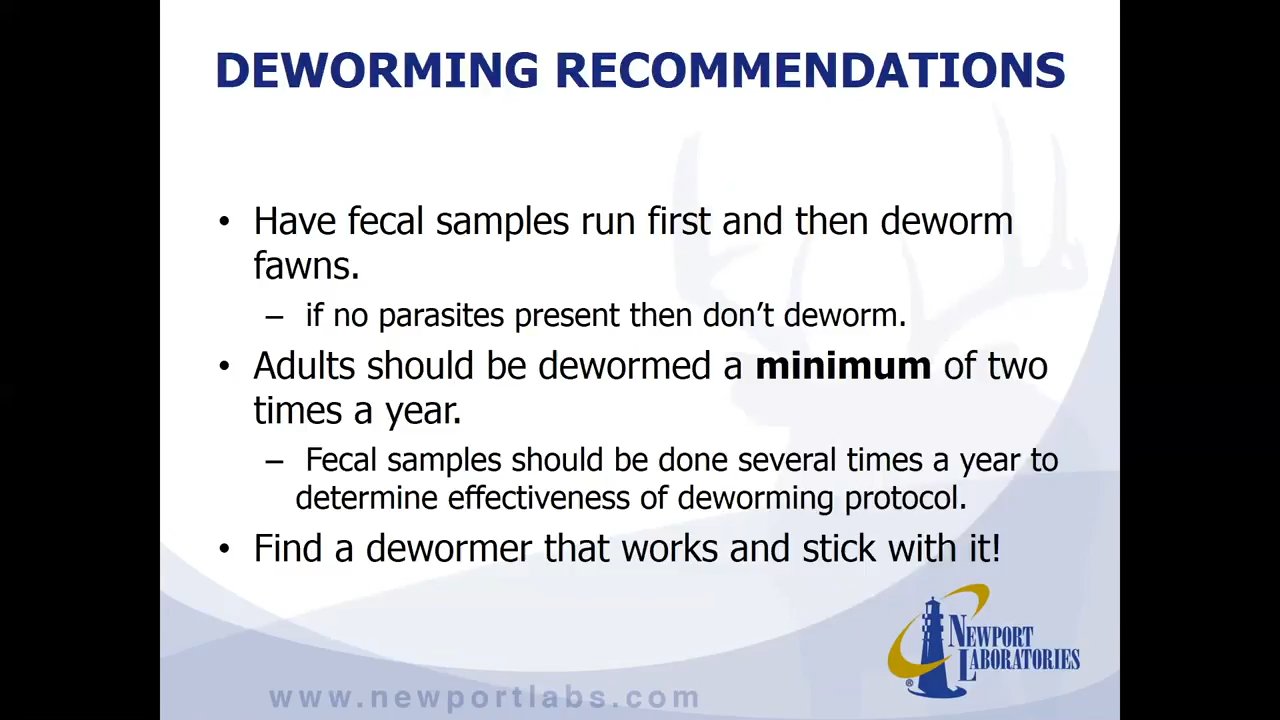 DEWORMING RECOMMENDATIONS
• Have fecal samples run first and then deworm
fawns.
– if no parasites present then don’t deworm.
• Adults should be dewormed a minimum of two
times a year.
– Fecal samples should be done several times a year to
determine effectiveness of deworming protocol.
• Find a dewormer that works and stick with it!
NEWPORT
LABORATORIES
®
www.newportlabs.com